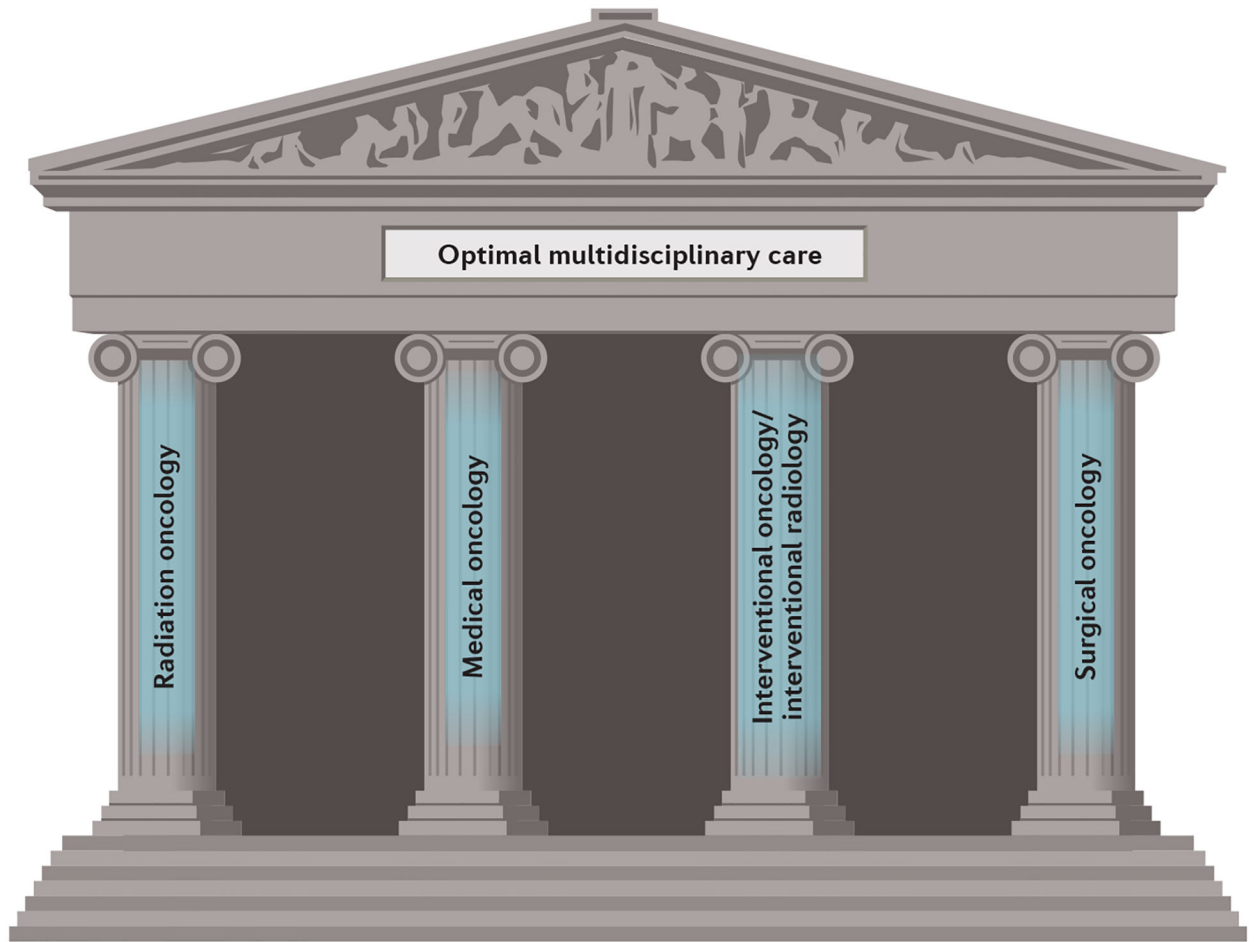 Optimal multidisciplinary care
Radiation oncology
Medical oncology
Interventional oncology/
interventional radiology
Surgical oncology